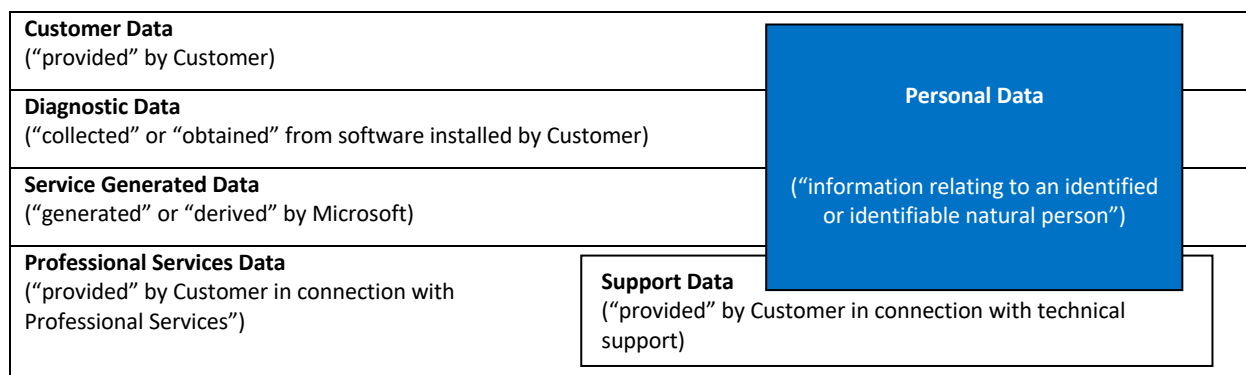 Customer Data
(“provided” by Customer)
Diagnostic Data
(“collected” or “obtained” from software installed by Customer)
Service Generated Data
(“generated” or “derived” by Microsoft)
Professional Services Data
(“provided” by Customer in connection with
Professional Services”)
Personal Data
(“information relating to an identified
or identifiable natural person”)
Support Data
(“provided” by Customer in connection with technical
support)